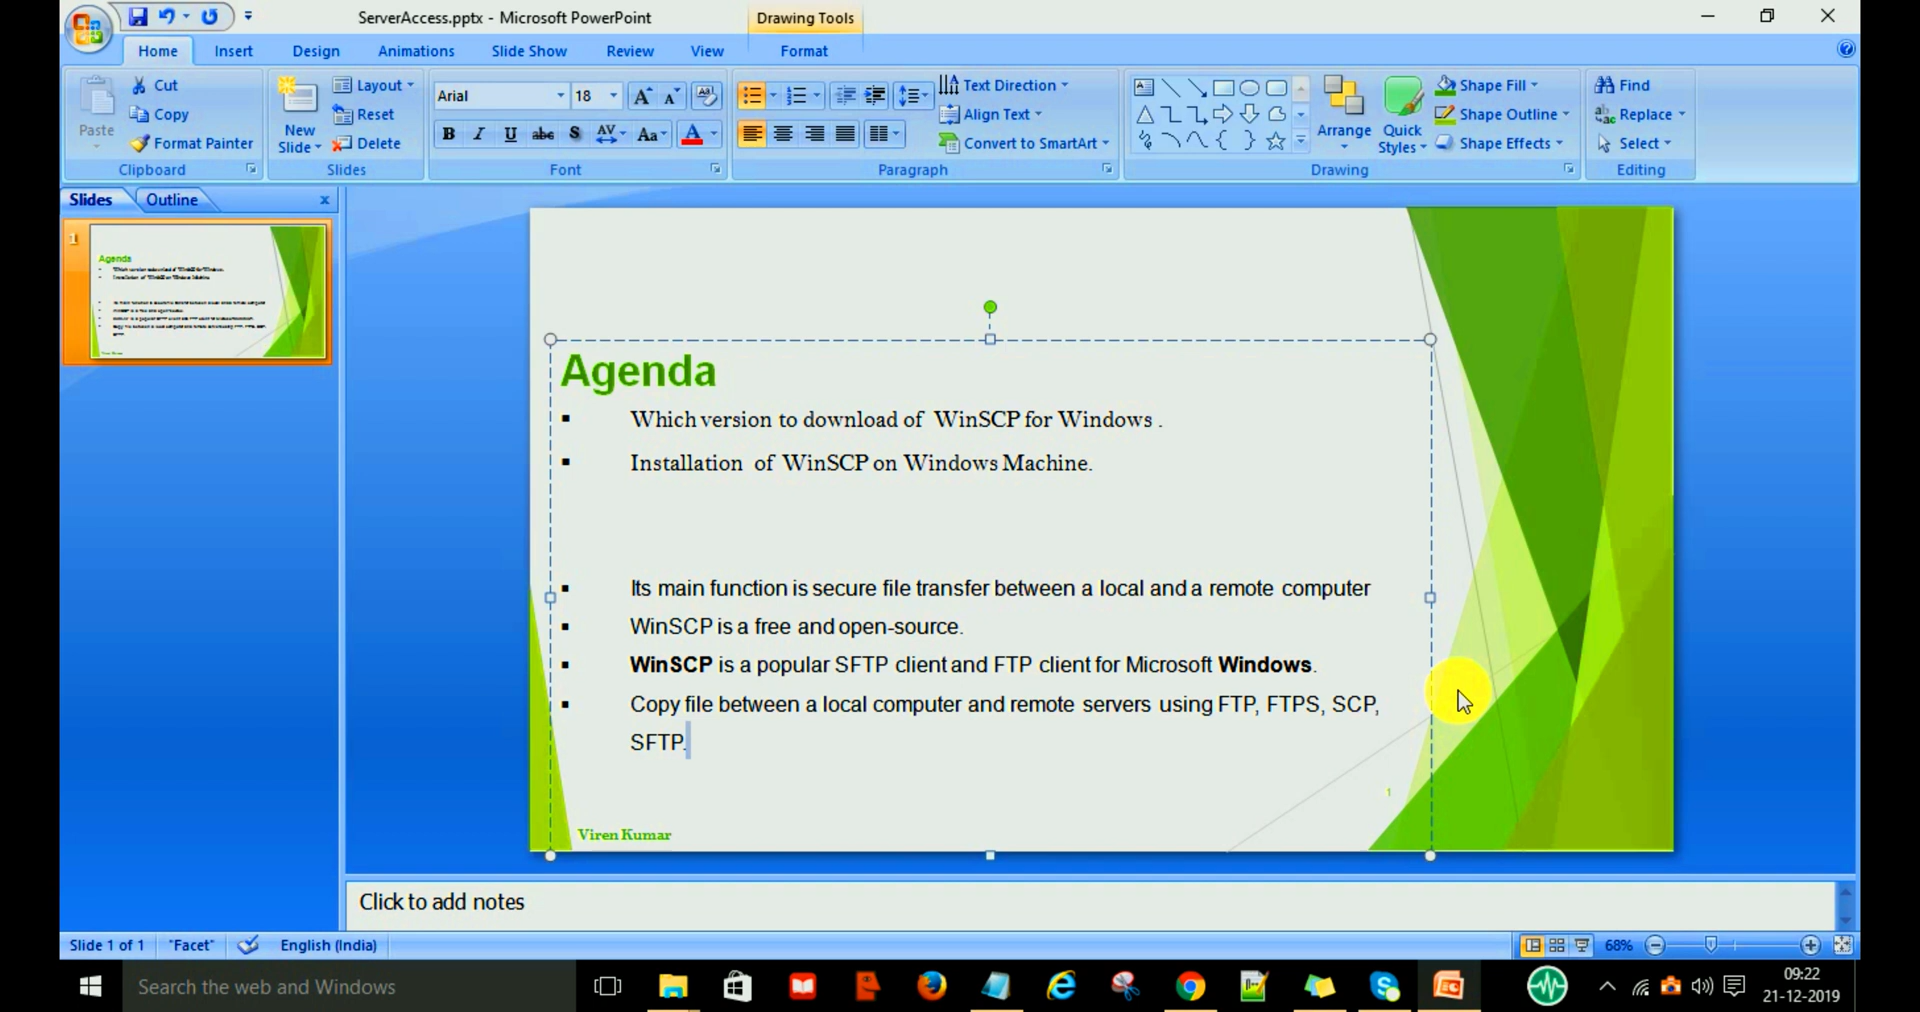 ServerAccess.pptx - Microsoft PowerPoint
Drawing Tools
Home Insert Design Animations Slide Show Review View Format
Paste
Cut
Copy
Format Painter
Clipboard
New Slide
Layout
Reset
Delete
Slides
Arial 18
B I U abc S AV Aa A
Font
Text Direction
Align Text
Convert to SmartArt
Paragraph
Arrange
Quick Styles
Shape Fill
Shape Outline
Shape Effects
Drawing
Find
Replace
Select
Editing
Slides Outline
1
Agenda
Which version to download of WinSCP for Windows .
Installation of WinSCP on Windows Machine.
Its main function is secure file transfer between a local and a remote computer
WinSCP is a free and open-source.
WinSCP is a popular SFTP client and FTP client for Microsoft Windows.
Copy file between a local computer and remote servers using FTP, FTPS, SCP,
SFTP.
1
Viren Kumar
Click to add notes
Slide 1 of 1 "Facet" English (India) 68%
Search the web and Windows
09:22
21-12-2019